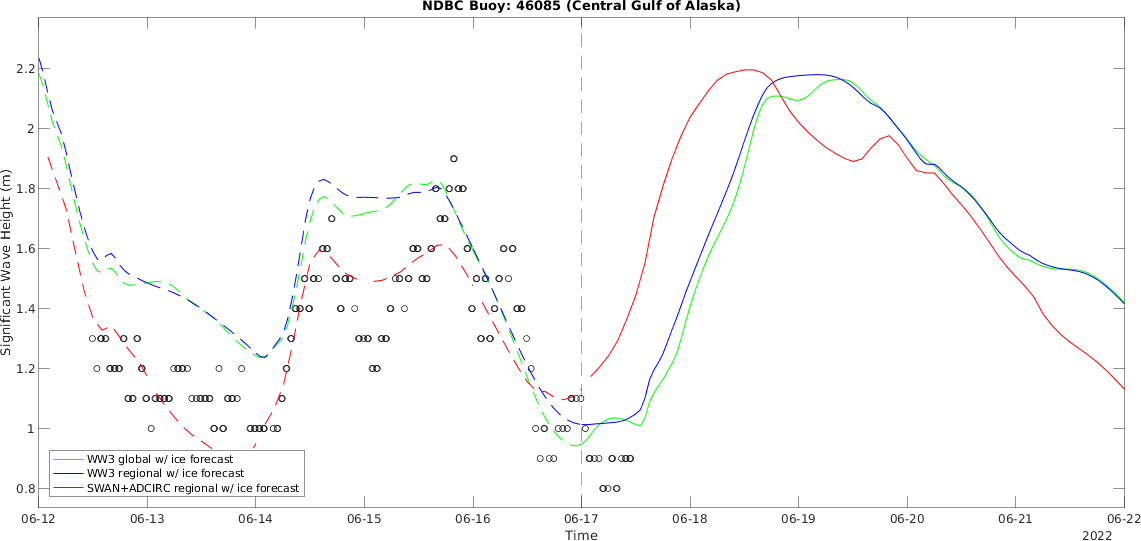 NDBC Buoy: 46085 (Central Gulf of Alaska)
Significant Wave Height (m)
2.2
2
1.8
1.6
1.4
1.2
1
0.8
WW3 global w/ ice forecast
WW3 regional w/ ice forecast
SWAN+ADCIRC regional w/ ice forecast
06-12 06-13 06-14 06-15 06-16 06-17 06-18 06-19 06-20 06-21 06-22
Time
2022